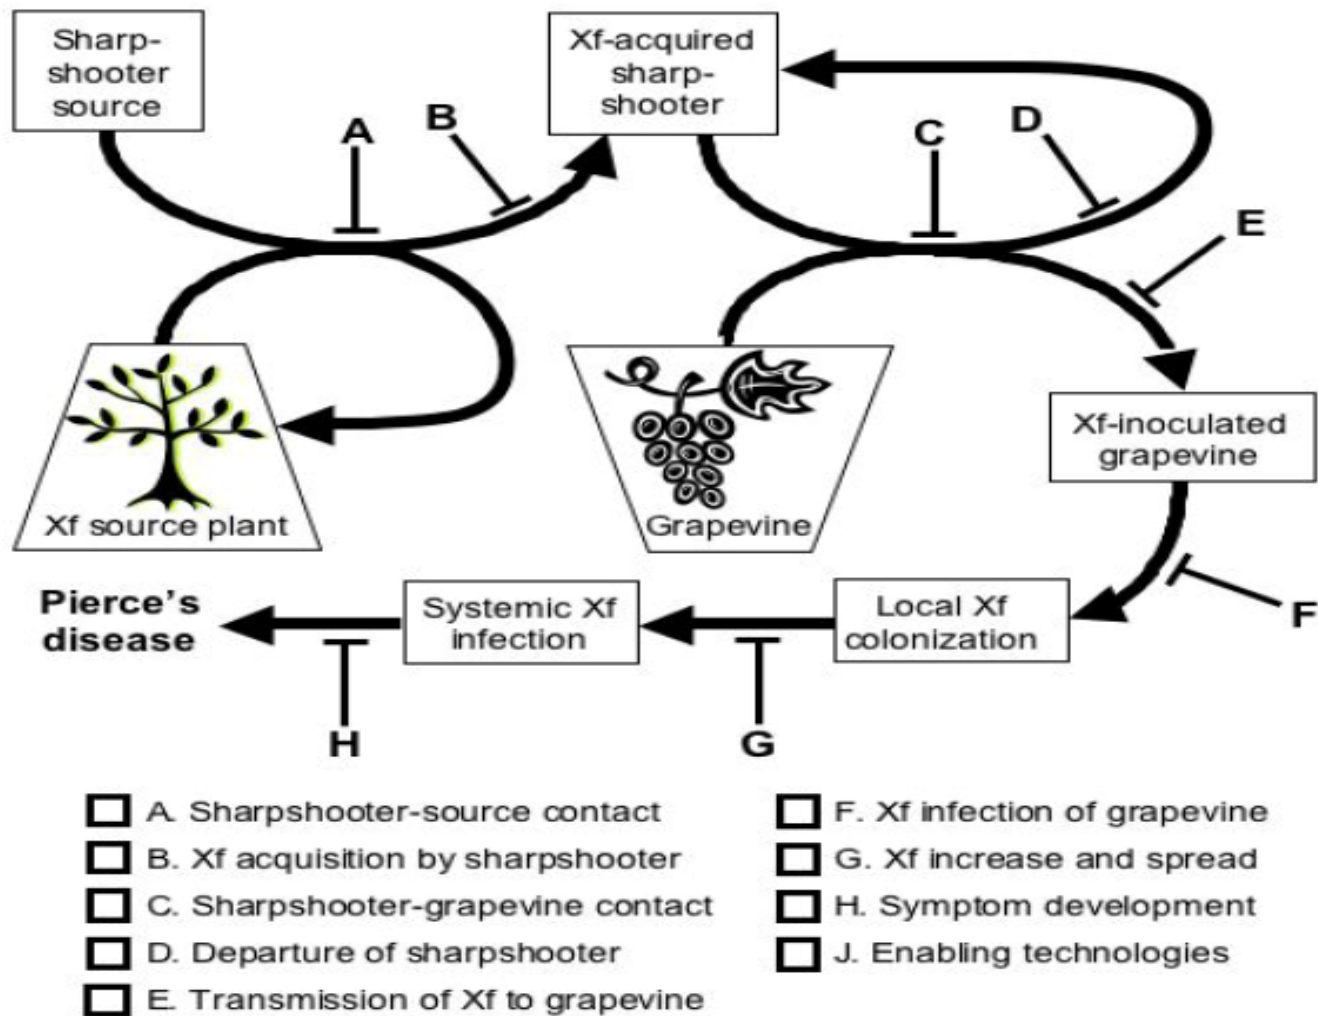 Sharp-
shooter
source
Xf-acquired
sharp-
shooter
A
B
C
D
E
Xf source plant
Grapevine
Xf-inoculated
grapevine
F
Local Xf
colonization
Systemic Xf
infection
Pierce's
disease
H
G
A. Sharpshooter-source contact
B. Xf acquisition by sharpshooter
C. Sharpshooter-grapevine contact
D. Departure of sharpshooter
E. Transmission of Xf to grapevine
F. Xf infection of grapevine
G. Xf increase and spread
H. Symptom development
J. Enabling technologies